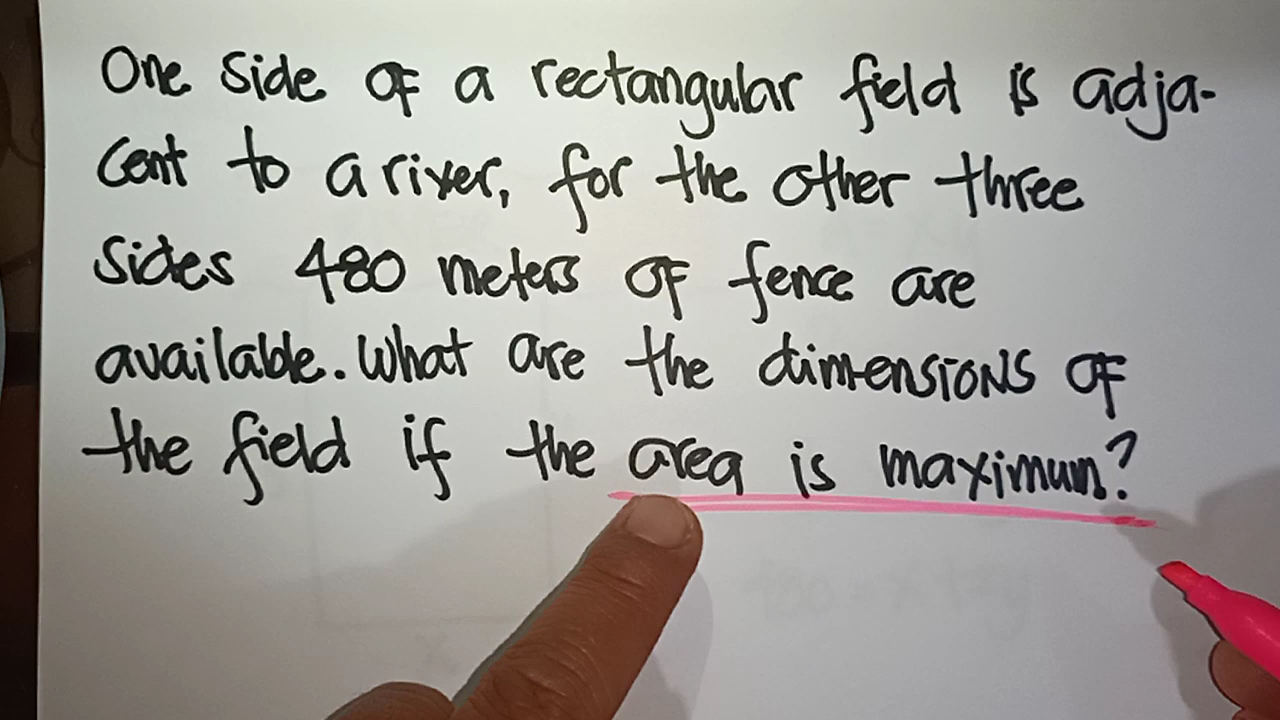 One side of a rectangular field is adja-
cent to a river, for the other three
sides 480 meters of fence are
available. What are the dimensions of
the field if the area is maximum?